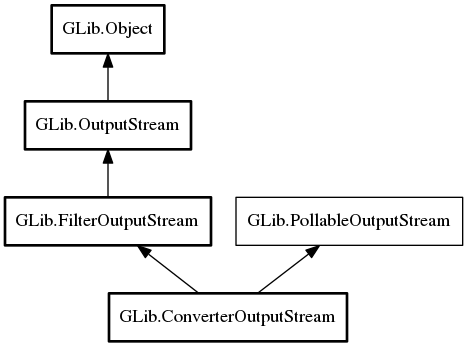 GLib.Object
GLib.OutputStream
GLib.FilterOutputStream
GLib.PollableOutputStream
GLib.ConverterOutputStream